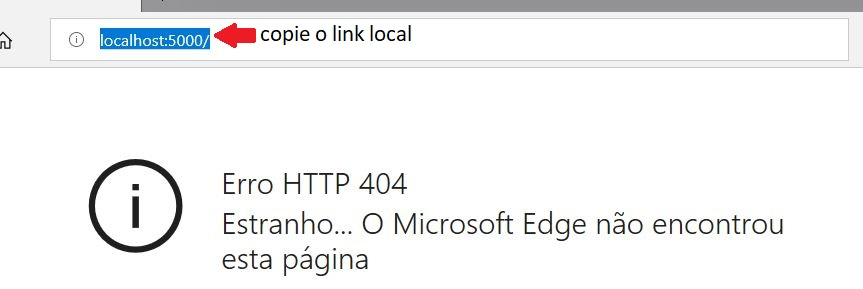 localhost:5000/ copie o link local
Erro HTTP 404
Estranho... O Microsoft Edge não encontrou
esta página